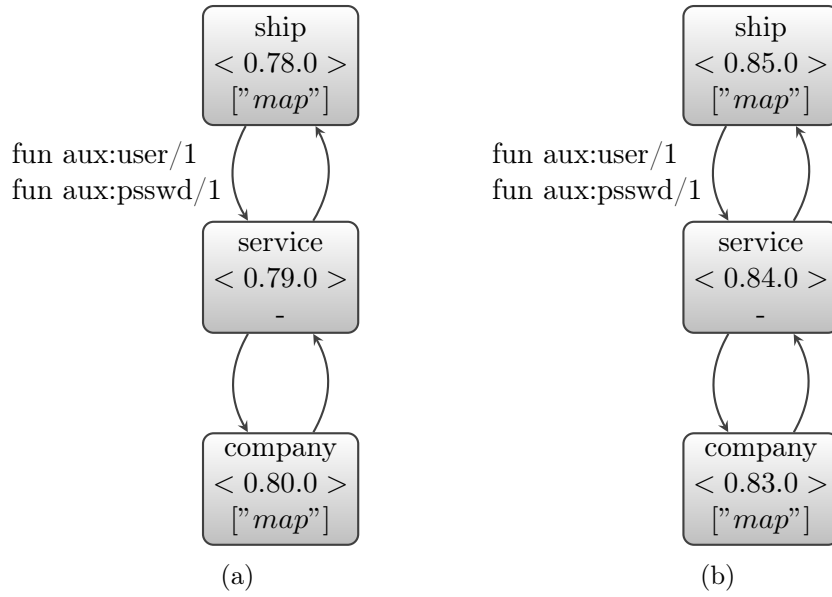 ship
< 0.78.0 >
["map"]
fun aux:user/1
fun aux:psswd/1
service
< 0.79.0 >
-
company
< 0.80.0 >
["map"]
(a)
ship
< 0.85.0 >
["map"]
fun aux:user/1
fun aux:psswd/1
service
< 0.84.0 >
-
company
< 0.83.0 >
["map"]
(b)